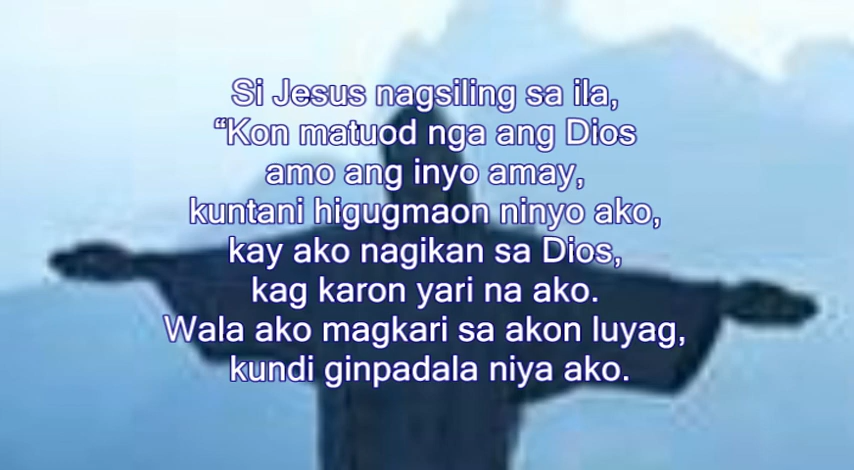 Si Jesus nagsiling sa ila,
“Kon matuod nga ang Dios
amo ang inyo amay,
kuntani higugmaon ninyo ako,
kay ako nagikan sa Dios,
kag karon yari na ako.
Wala ako magkari sa akon luyag,
kundi ginpadala niya ako.